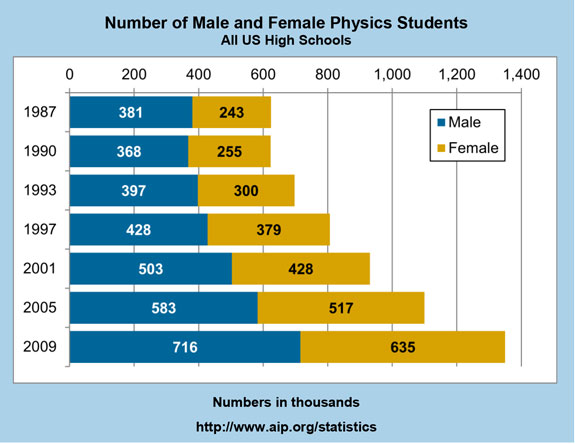 Number of Male and Female Physics Students
All US High Schools
0 200 400 600 800 1,000 1,200 1,400
1987 381 243
Male
1990 368 255
Female
1993 397 300
1997 428 379
2001 503 428
2005 583 517
2009 716 635
Numbers in thousands
http://www.aip.org/statistics